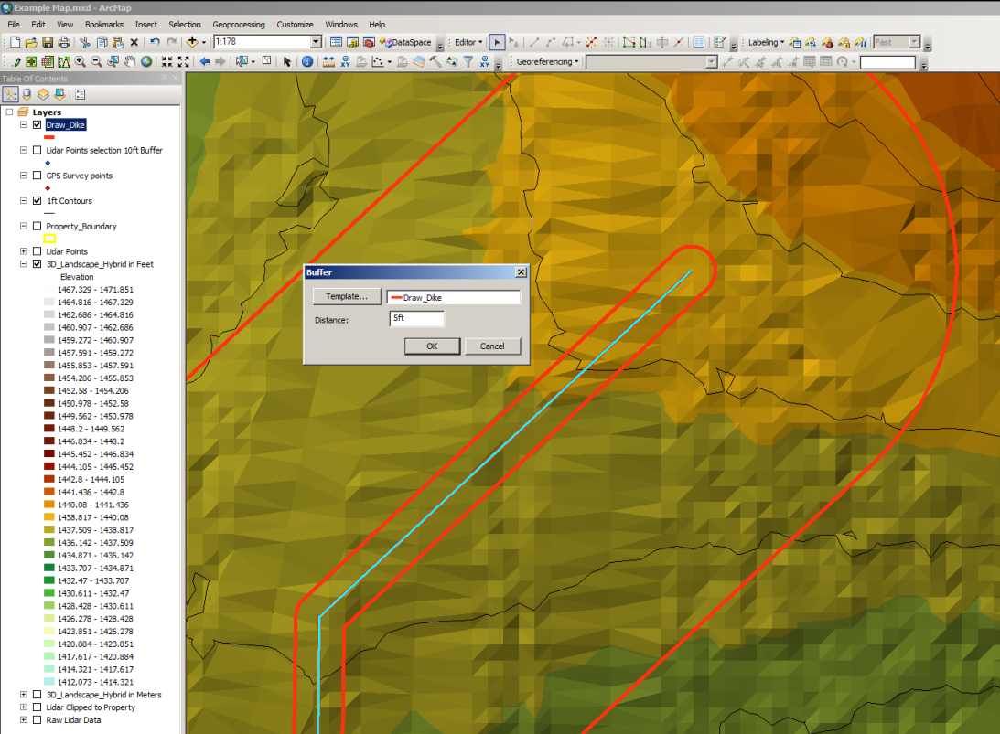 Example Map.mxd - ArcMap
File Edit View Bookmarks Insert Selection Geoprocessing Customize Windows Help
1:178 DataSpace Editor Labeling Fast
Georeferencing
Table Of Contents
Layers
Draw_Dike
Lidar Points selection 10ft Buffer
GPS Survey points
1ft Contours
Property_Boundary
Lidar Points
3D_Landscape_Hybrid in Feet
Elevation
1467.329 - 1471.851
1464.816 - 1467.329
1462.686 - 1464.816
1460.907 - 1462.686
1459.272 - 1460.907
1457.591 - 1459.272
1455.853 - 1457.591
1454.206 - 1455.853
1452.58 - 1454.206
1450.978 - 1452.58
1449.562 - 1450.978
1448.2 - 1449.562
1446.834 - 1448.2
1445.452 - 1446.834
1444.105 - 1445.452
1442.8 - 1444.105
1441.436 - 1442.8
1440.08 - 1441.436
1438.817 - 1440.08
1437.509 - 1438.817
1436.142 - 1437.509
1434.871 - 1436.142
1433.707 - 1434.871
1432.47 - 1433.707
1430.611 - 1432.47
1428.428 - 1430.611
1426.278 - 1428.428
1423.851 - 1426.278
1420.884 - 1423.851
1417.617 - 1420.884
1414.321 - 1417.617
1412.073 - 1414.321
3D_Landscape_Hybrid in Meters
Lidar Clipped to Property
Raw Lidar Data
Buffer
Template... Draw_Dike
Distance: 5ft
OK Cancel